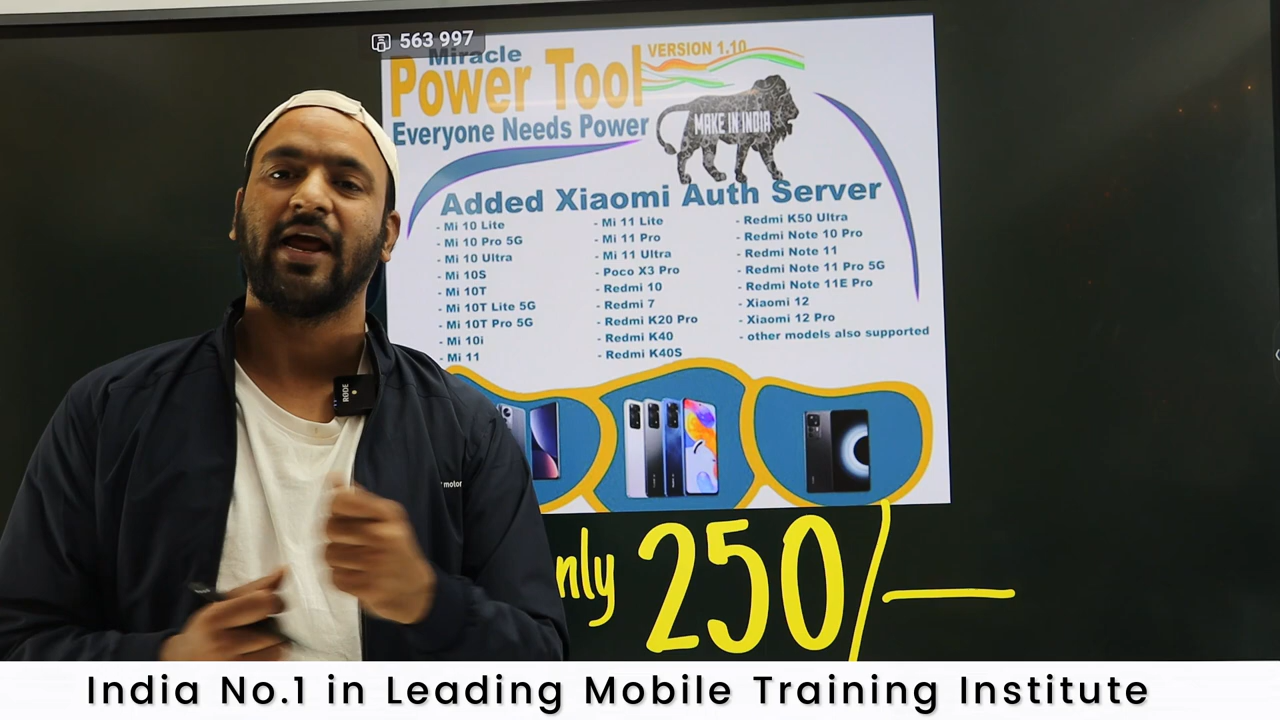 563 997
Miracle
Power Tool
VERSION 1.10
Everyone Needs Power
MAKE IN INDIA
Added Xiaomi Auth Server
- Mi 10 Lite
- Mi 10 Pro 5G
- Mi 10 Ultra
- Mi 10S
- Mi 10T
- Mi 10T Lite 5G
- Mi 10T Pro 5G
- Mi 10i
- Mi 11
- Mi 11 Lite
- Mi 11 Pro
- Mi 11 Ultra
- Poco X3 Pro
- Redmi 10
- Redmi 7
- Redmi K20 Pro
- Redmi K40
- Redmi K40S
- Redmi K50 Ultra
- Redmi Note 10 Pro
- Redmi Note 11
- Redmi Note 11 Pro 5G
- Redmi Note 11E Pro
- Xiaomi 12
- Xiaomi 12 Pro
- other models also supported
RØDE
motor
nly 250/-
India No.1 in Leading Mobile Training Institute